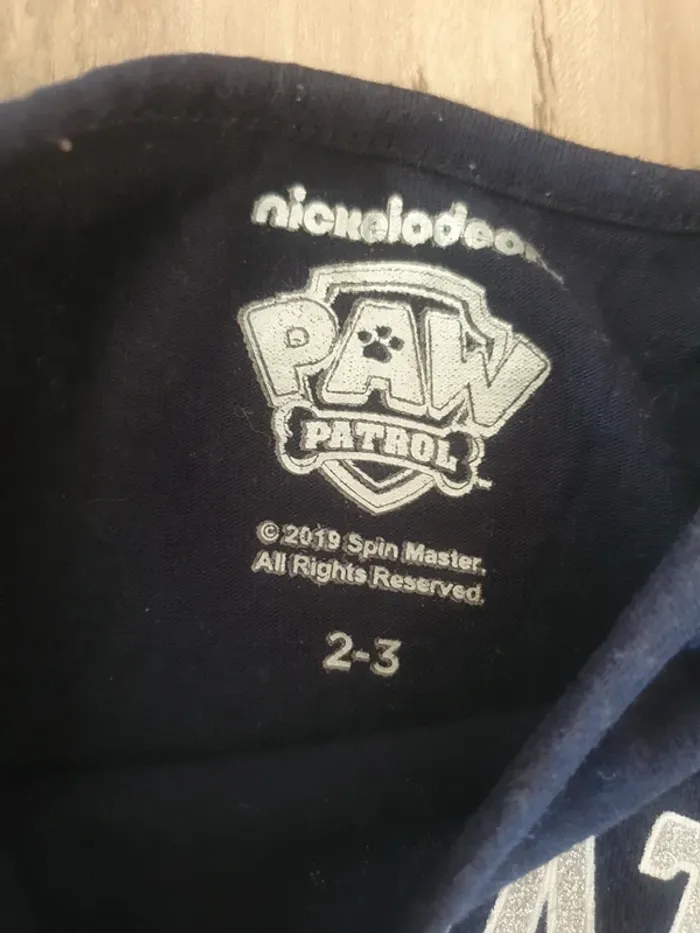 nickelodeon
PAW
PATROL
© 2019 Spin Master.
All Rights Reserved.
2-3